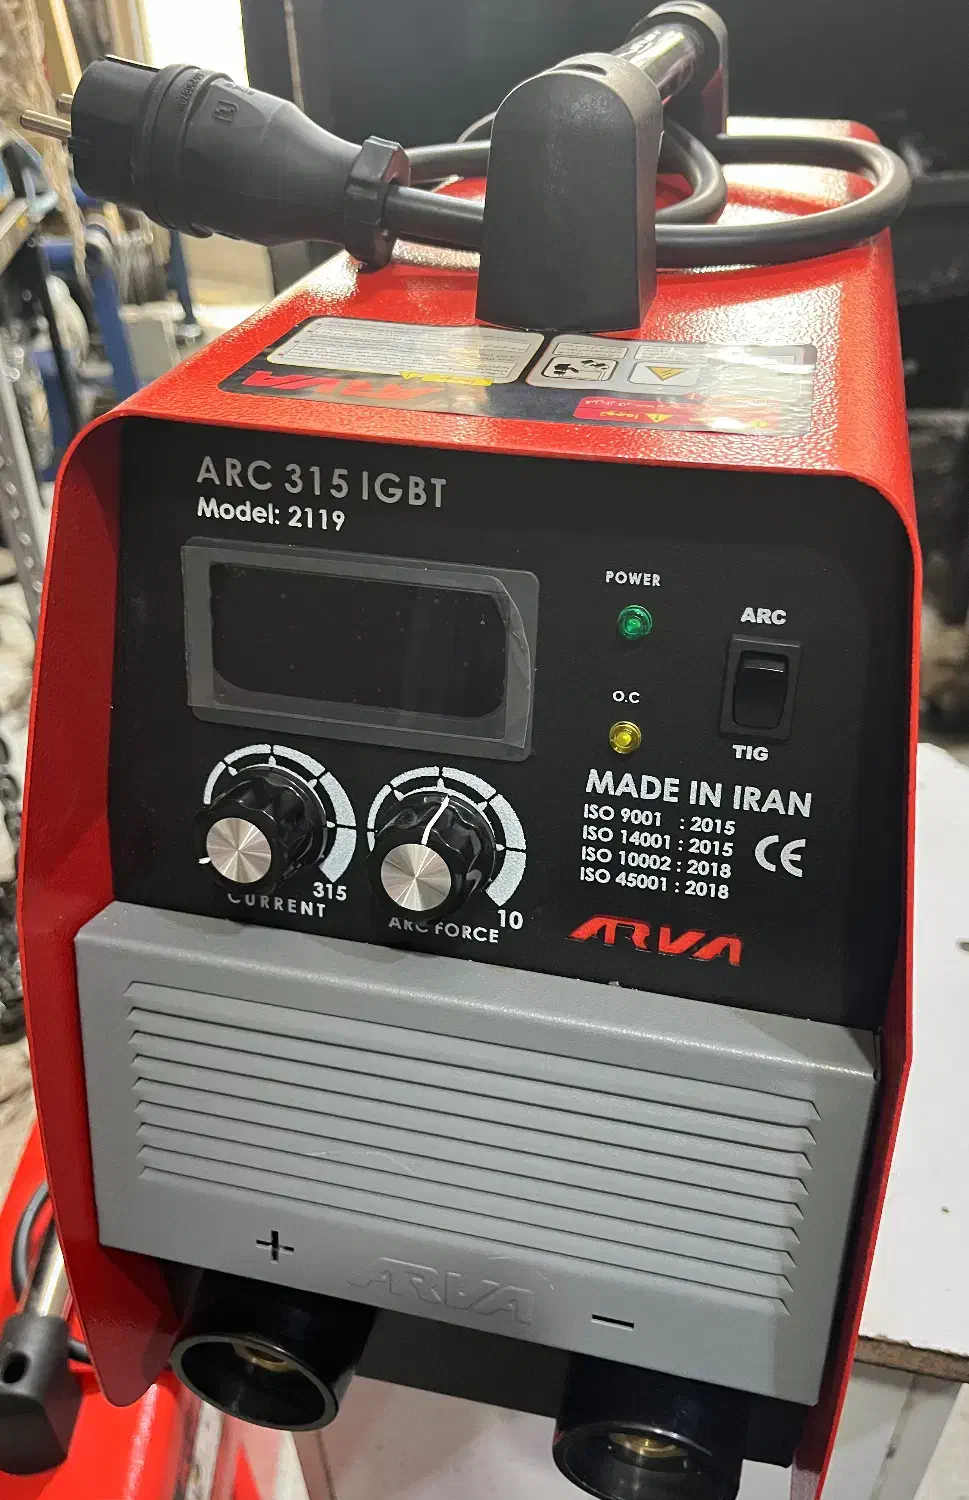 ARVA
ARC 315 IGBT
Model: 2119
POWER
ARC
O.C
TIG
MADE IN IRAN
ISO 9001 : 2015
ISO 14001 : 2015
ISO 10002 : 2018
ISO 45001 : 2018
CE
315
CURRENT
10
ARC FORCE
ARVA
+
ARVA
−